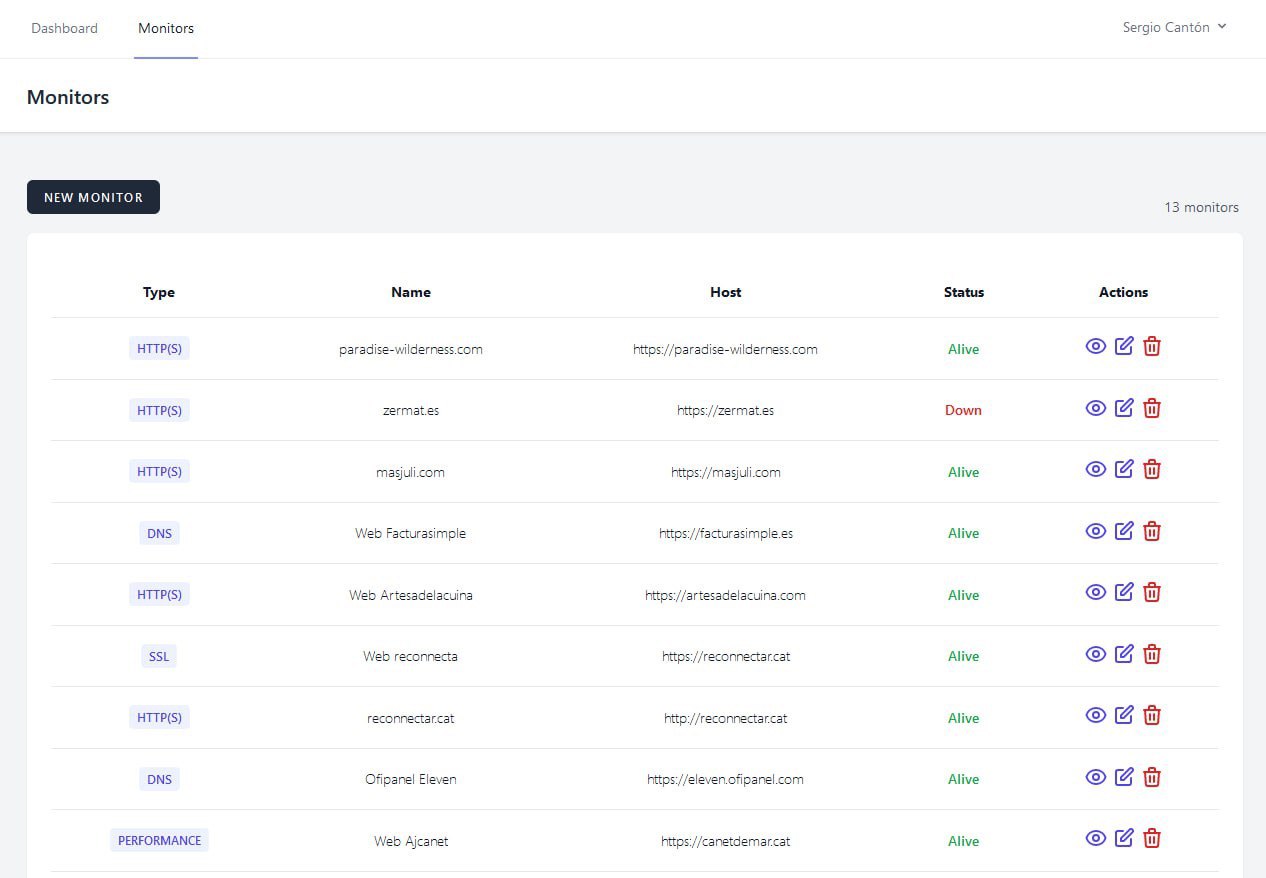 Dashboard Monitors Sergio Cantón
Monitors
NEW MONITOR
13 monitors
Type Name Host Status Actions
HTTP(S) paradise-wilderness.com https://paradise-wilderness.com Alive
HTTP(S) zermat.es https://zermat.es Down
HTTP(S) masjuli.com https://masjuli.com Alive
DNS Web Facturasimple https://facturasimple.es Alive
HTTP(S) Web Artesadelacuina https://artesadelacuina.com Alive
SSL Web reconnecta https://reconnectar.cat Alive
HTTP(S) reconnectar.cat http://reconnectar.cat Alive
DNS Ofipanel Eleven https://eleven.ofipanel.com Alive
PERFORMANCE Web Ajcanet https://canetdemar.cat Alive